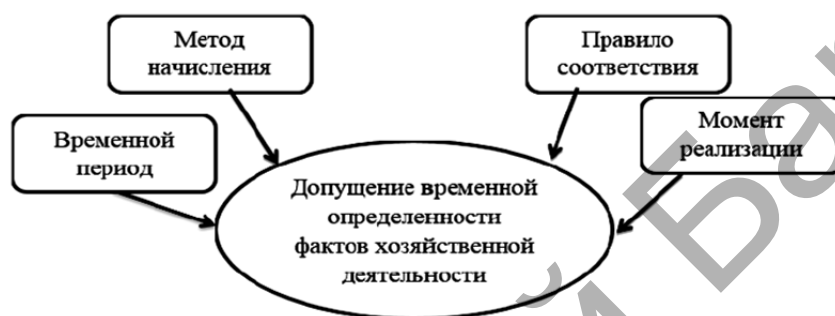 Метод
начисления
Правило
соответствия
Временной
период
Момент
реализации
Допущение временной
определенности
фактов хозяйственной
деятельности